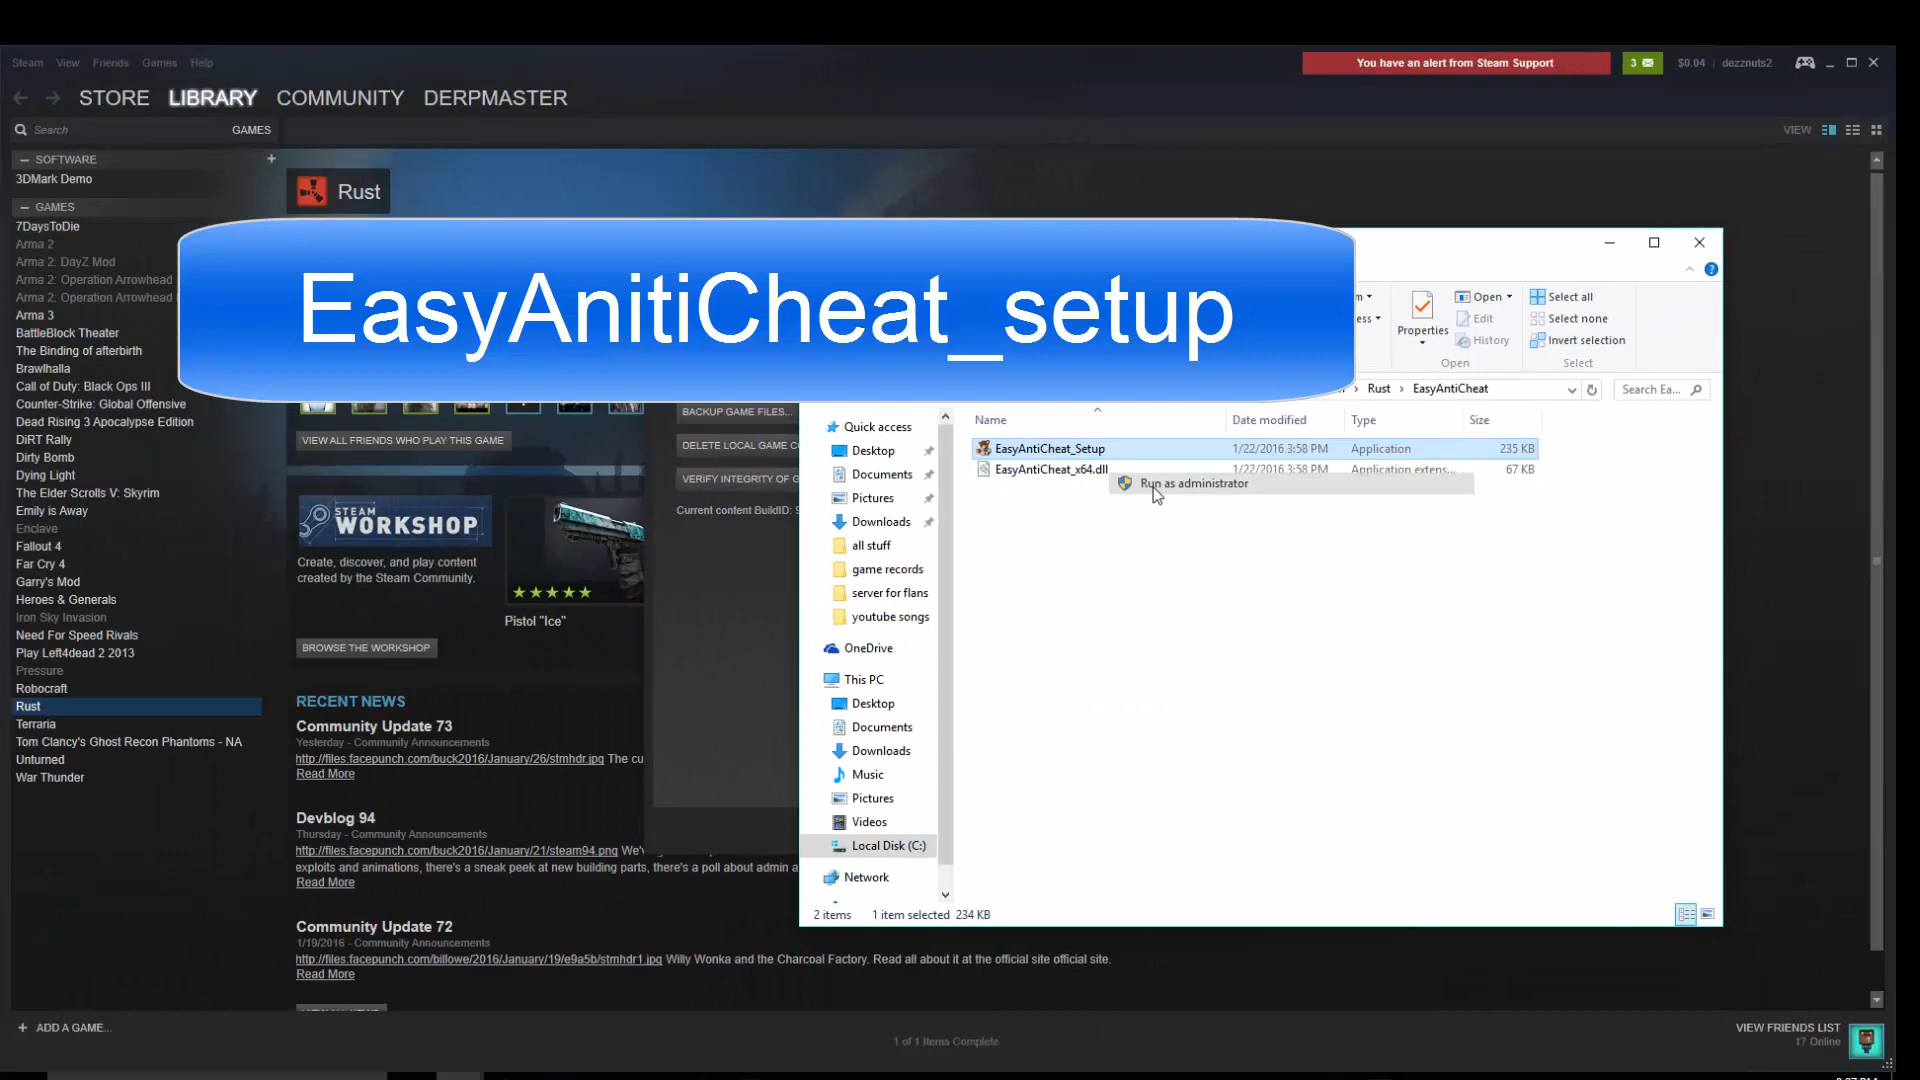 Steam View Friends Games Help
You have an alert from Steam Support
3
$0.04 dezznuts2
STORE LIBRARY COMMUNITY DERPMASTER
Search
GAMES
VIEW
— SOFTWARE +
3DMark Demo
— GAMES
7DaysToDie
Arma 2
Arma 2: DayZ Mod
Arma 2: Operation Arrowhead
Arma 2: Operation Arrowhead
Arma 3
BattleBlock Theater
The Binding of afterbirth
Brawlhalla
Call of Duty: Black Ops III
Counter-Strike: Global Offensive
Dead Rising 3 Apocalypse Edition
DiRT Rally
Dirty Bomb
Dying Light
The Elder Scrolls V: Skyrim
Emily is Away
Enclave
Fallout 4
Far Cry 4
Garry's Mod
Heroes & Generals
Iron Sky Invasion
Need For Speed Rivals
Play Left4dead 2 2013
Pressure
Robocraft
Rust
Terraria
Tom Clancy's Ghost Recon Phantoms - NA
Unturned
War Thunder
+ ADD A GAME...
Rust
EasyAnitiCheat_setup
VIEW ALL FRIENDS WHO PLAY THIS GAME
STEAM
WORKSHOP
Create, discover, and play content
created by the Steam Community.
Pistol "Ice"
BROWSE THE WORKSHOP
RECENT NEWS
Community Update 73
Yesterday - Community Announcements
http://files.facepunch.com/buck2016/January/26/stmhdr.jpg The cu
Read More
Devblog 94
Thursday - Community Announcements
http://files.facepunch.com/buck2016/January/21/steam94.png We'v
exploits and animations, there's a sneak peek at new building parts, there's a poll about admin a
Read More
Community Update 72
1/19/2016 - Community Announcements
http://files.facepunch.com/billowe/2016/January/19/e9a5b/stmhdr1.jpg Willy Wonka and the Charcoal Factory. Read all about it at the official site official site.
Read More
BACKUP GAME FILES...
DELETE LOCAL GAME C
VERIFY INTEGRITY OF G
Current content BuildID:
Properties
Open
Edit
History
Open
Select all
Select none
Invert selection
Select
Rust › EasyAntiCheat
Search Ea...
Name Date modified Type Size
EasyAntiCheat_Setup 1/22/2016 3:58 PM Application 235 KB
EasyAntiCheat_x64.dll 1/22/2016 3:58 PM Application extens... 67 KB
Run as administrator
Quick access
Desktop
Documents
Pictures
Downloads
all stuff
game records
server for flans
youtube songs
OneDrive
This PC
Desktop
Documents
Downloads
Music
Pictures
Videos
Local Disk (C:)
Network
2 items 1 item selected 234 KB
1 of 1 Items Complete
VIEW FRIENDS LIST
17 Online